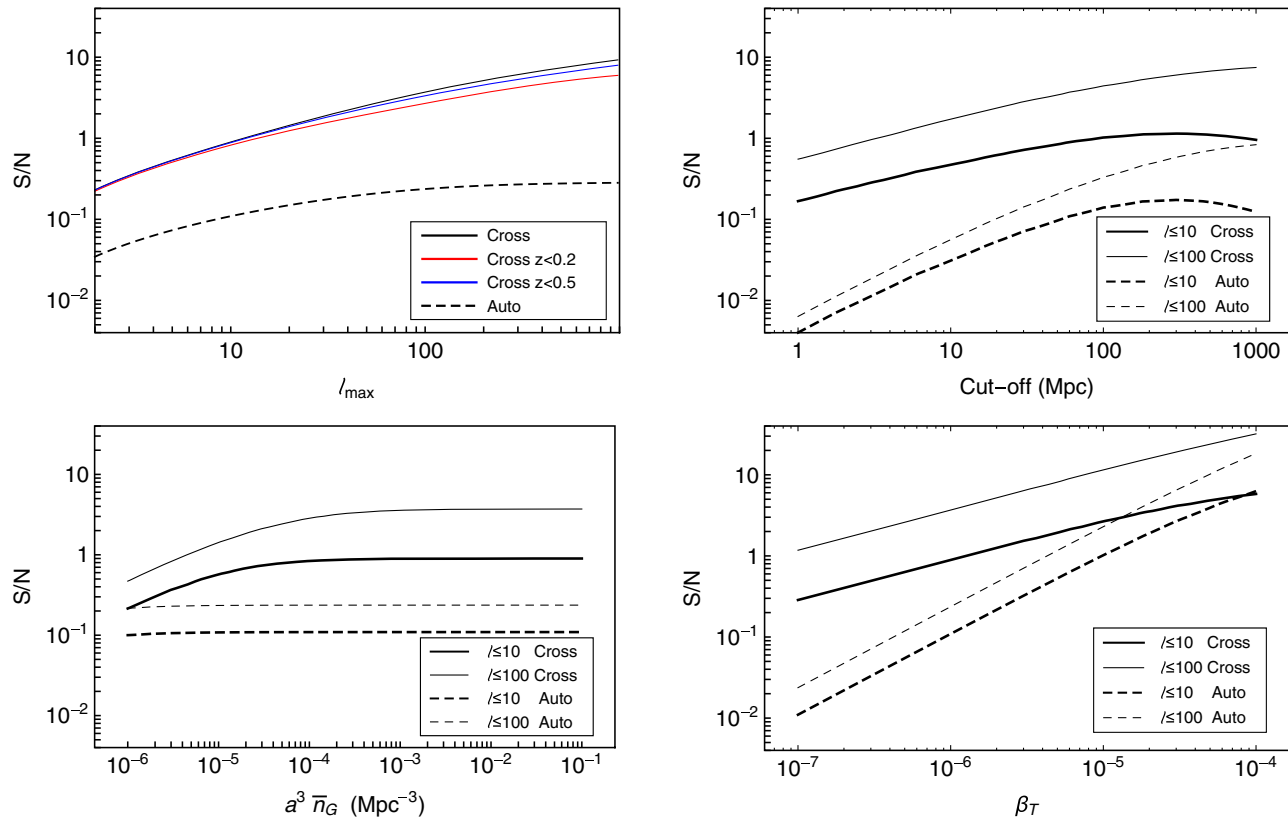 S/N
10
1
10⁻¹
10⁻²
Cross
Cross z<0.2
Cross z<0.5
Auto
10 100
l_max
S/N
10
1
10⁻¹
10⁻²
l≤10 Cross
l≤100 Cross
l≤10 Auto
l≤100 Auto
1 10 100 1000
Cut−off (Mpc)
S/N
10
1
10⁻¹
10⁻²
l≤10 Cross
l≤100 Cross
l≤10 Auto
l≤100 Auto
10⁻⁶ 10⁻⁵ 10⁻⁴ 10⁻³ 10⁻² 10⁻¹
a³ n̅_G (Mpc⁻³)
S/N
10
1
10⁻¹
10⁻²
l≤10 Cross
l≤100 Cross
l≤10 Auto
l≤100 Auto
10⁻⁷ 10⁻⁶ 10⁻⁵ 10⁻⁴
β_T